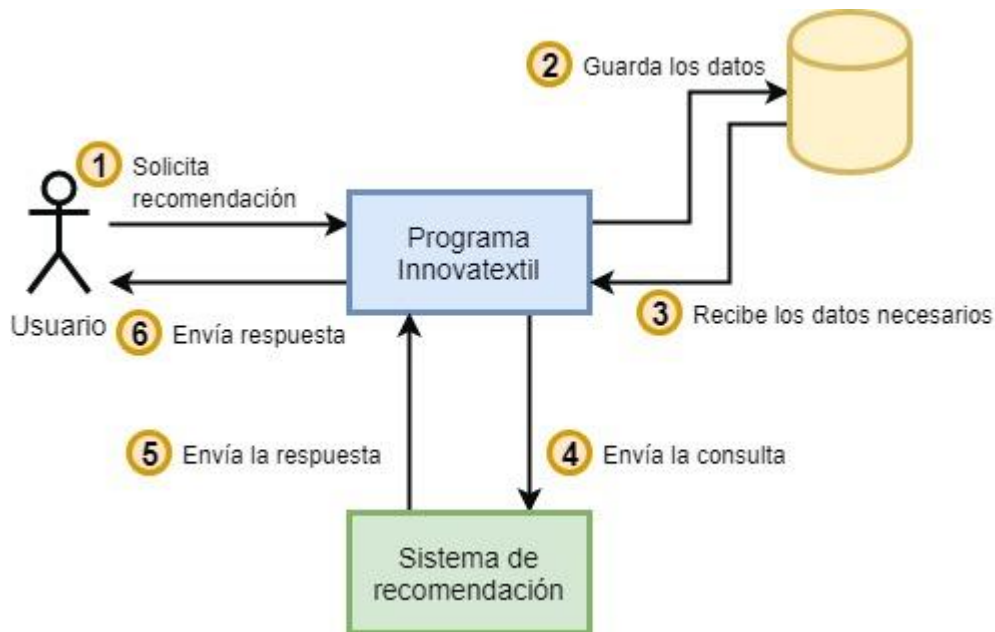 2 Guarda los datos
1 Solicita
recomendación
Programa
Innovatextil
Usuario
3 Recibe los datos necesarios
6 Envía respuesta
5 Envía la respuesta
4 Envía la consulta
Sistema de
recomendación